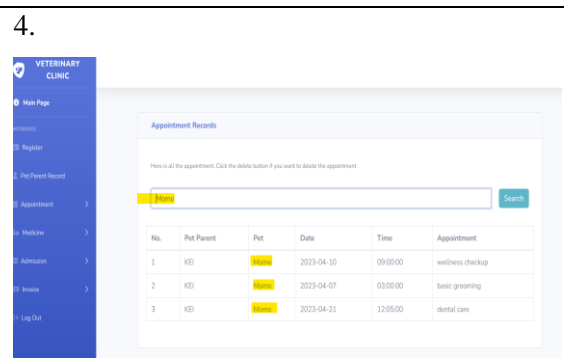 4.
VETERINARY
CLINIC
Main Page
INTERFACE
Register
Pet Parent Record
Appointment
Medicine
Admission
Invoice
Log Out
Appointment Records
Here is all the appointment. Click the delete button if you want to delete the appointment
Momo Search
No. Pet Parent Pet Date Time Appointment
1 KEI Momo 2023-04-10 09:00:00 wellness checkup
2 KEI Momo 2023-04-07 03:00:00 basic grooming
3 KEI Momo 2023-04-21 12:05:00 dental care